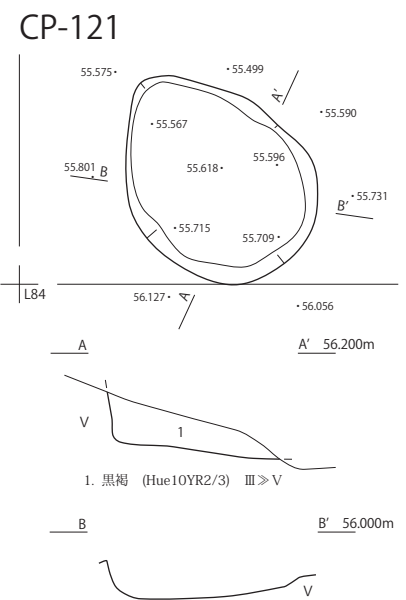 CP-121
55.575
55.499
A′
55.590
55.567
55.596
55.801
B
55.618
55.731
B′
55.715
55.709
L84
56.127
A
56.056
A
A′ 56.200m
V
1
1. 黒褐 (Hue10YR2/3) Ⅲ≫V
B
B′ 56.000m
V